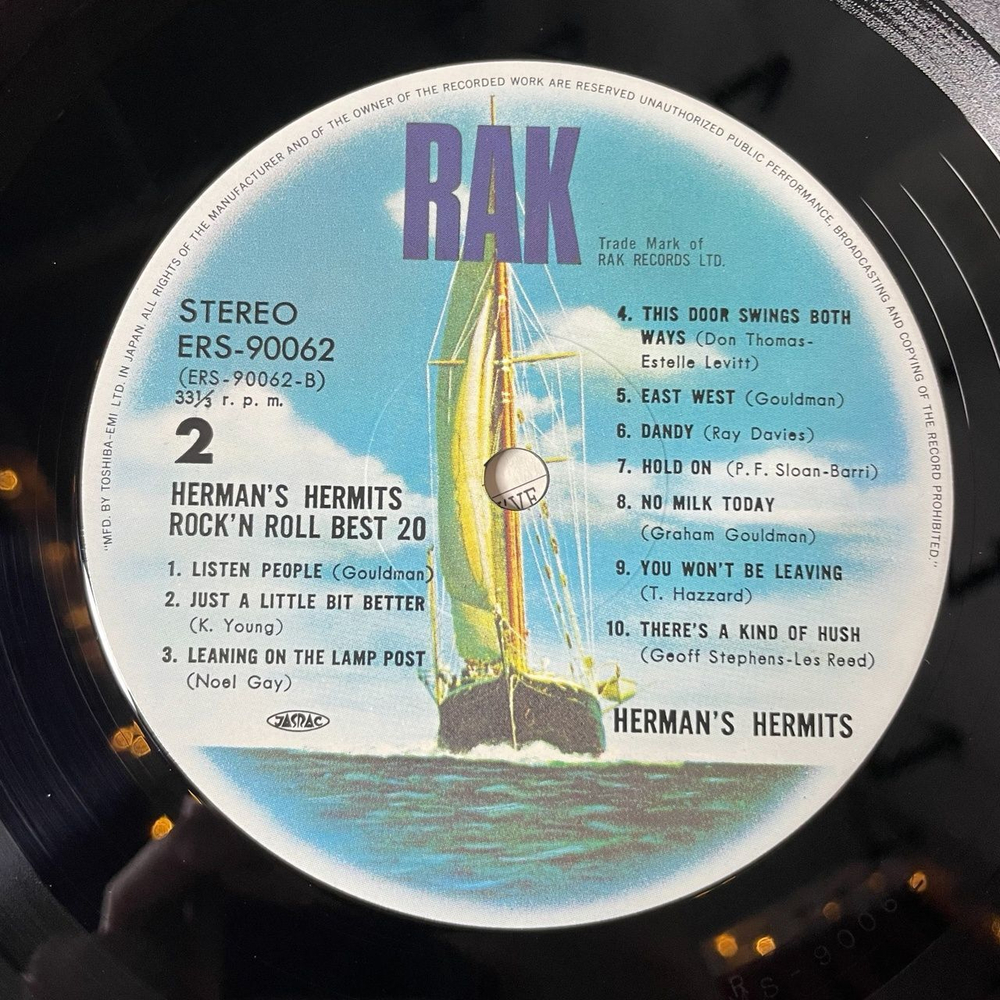 "MFD. BY TOSHIBA-EMI LTD. IN JAPAN. ALL RIGHTS OF THE MANUFACTURER AND OF THE OWNER OF THE RECORDED WORK ARE RESERVED UNAUTHORIZED PUBLIC PERFORMANCE, BROADCASTING AND COPYING OF THE RECORD PROHIBITED."
RAK
Trade Mark of
RAK RECORDS LTD.
STEREO
ERS-90062
(ERS-90062-B)
33⅓ r. p. m.
2
HERMAN'S HERMITS
ROCK'N ROLL BEST 20
1. LISTEN PEOPLE (Gouldman)
2. JUST A LITTLE BIT BETTER
(K. Young)
3. LEANING ON THE LAMP POST
(Noel Gay)
JASRAC
4. THIS DOOR SWINGS BOTH
WAYS (Don Thomas-
Estelle Levitt)
5. EAST WEST (Gouldman)
6. DANDY (Ray Davies)
7. HOLD ON (P. F. Sloan-Barri)
8. NO MILK TODAY
(Graham Gouldman)
9. YOU WON'T BE LEAVING
(T. Hazzard)
10. THERE'S A KIND OF HUSH
(Geoff Stephens-Les Reed)
HERMAN'S HERMITS